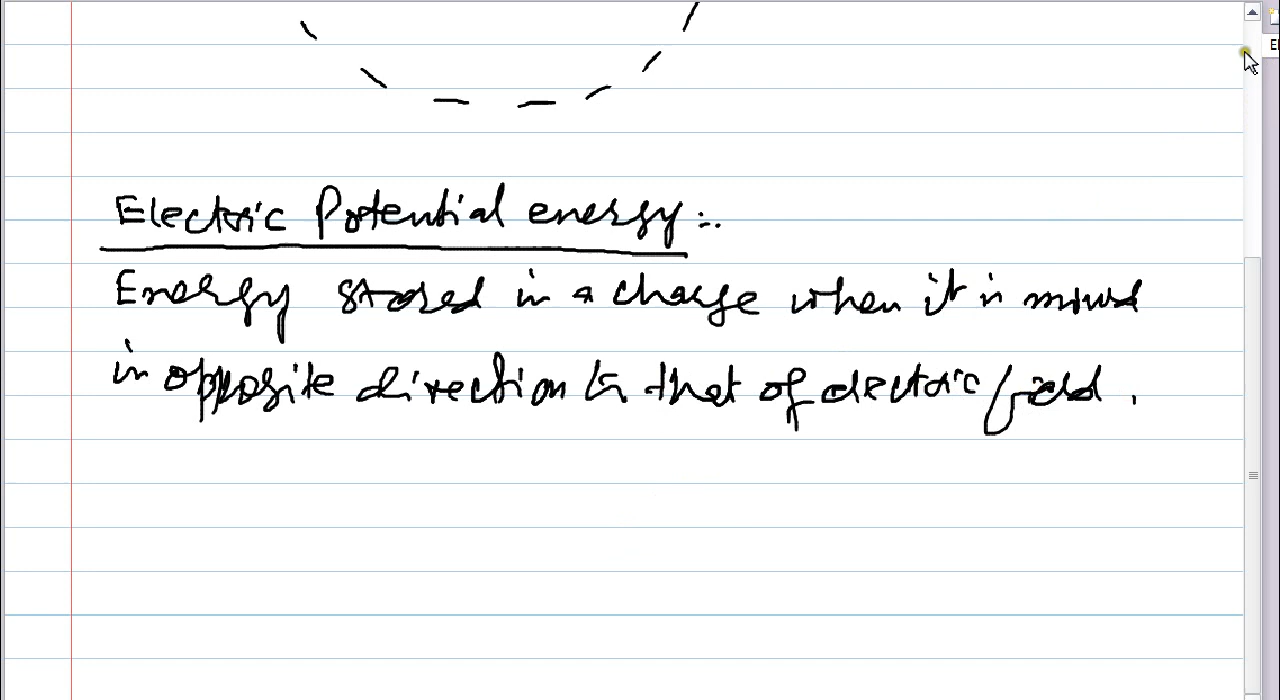 Electric Potential energy :-
Energy stored in a charge when it is moved
in opposite direction to that of electric field.
El